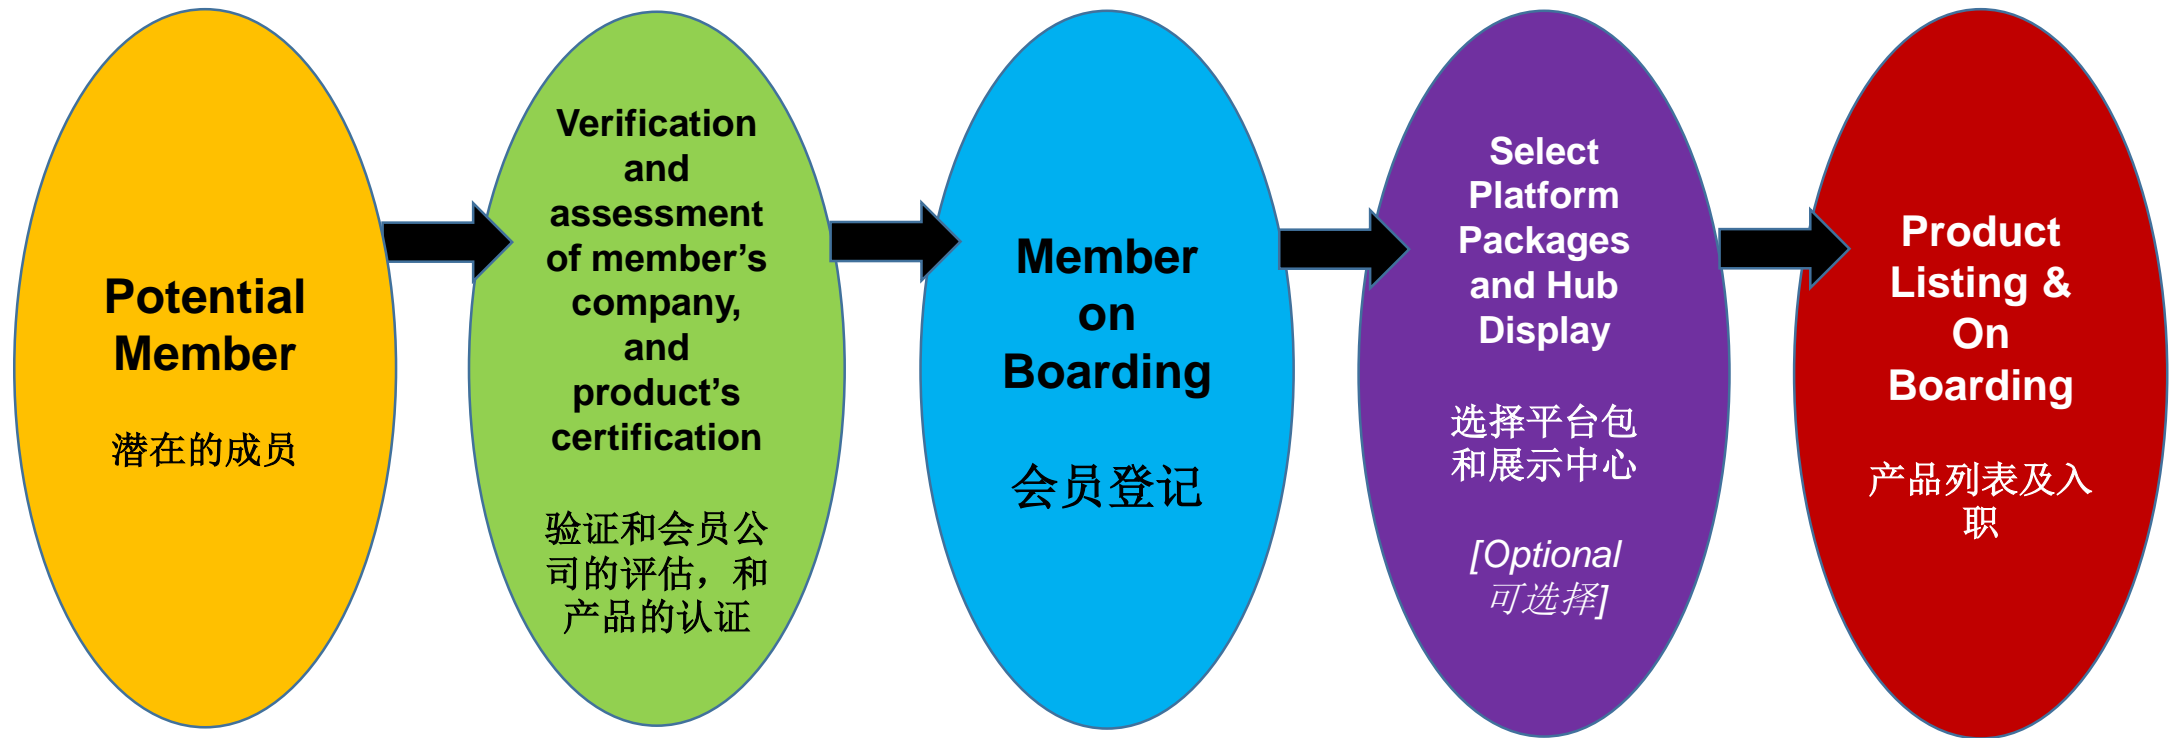 Potential
Member
潜在的成员
Verification
and
assessment
of member’s
company,
and
product’s
certification
验证和会员公
司的评估，和
产品的认证
Member
on
Boarding
会员登记
Select
Platform
Packages
and Hub
Display
选择平台包
和展示中心
[Optional
可选择]
Product
Listing &
On
Boarding
产品列表及入
职